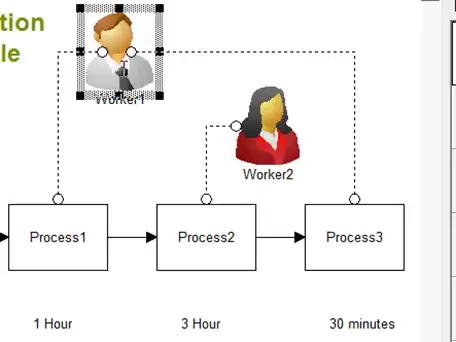 tion
le
Worker1
Worker2
Process1
Process2
Process3
1 Hour
3 Hour
30 minutes